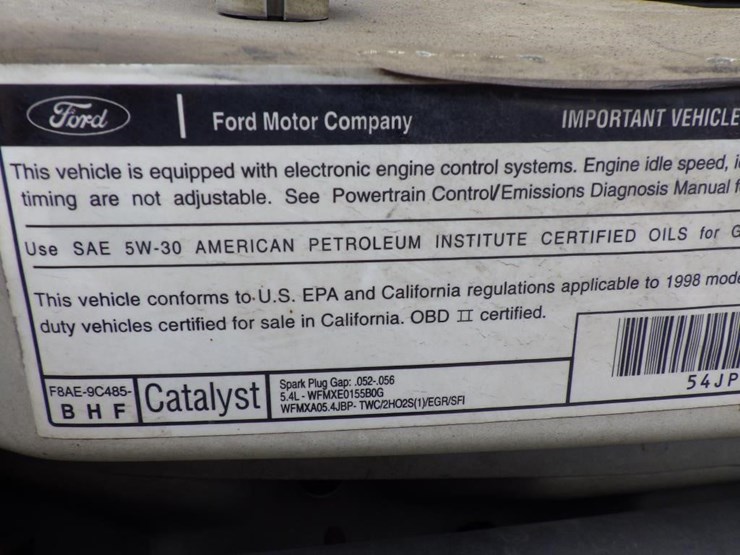 Ford
Ford Motor Company
IMPORTANT VEHICLE
This vehicle is equipped with electronic engine control systems. Engine idle speed,
timing are not adjustable. See Powertrain Control/Emissions Diagnosis Manual
Use SAE 5W-30 AMERICAN PETROLEUM INSTITUTE CERTIFIED OILS for G
This vehicle conforms to U.S. EPA and California regulations applicable to 1998 mode
duty vehicles certified for sale in California. OBD II certified.
54JP
F8AE-9C485-
BHF
Catalyst
Spark Plug Gap: .052-.056
5.4L - WFMXE0155B0G
WFMXA05.4JBP- TWC/2HO2S(1)/EGR/SFI